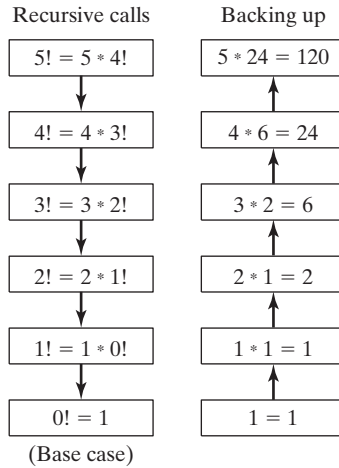 Recursive calls
5! = 5 * 4!
4! = 4 * 3!
3! = 3 * 2!
2! = 2 * 1!
1! = 1 * 0!
0! = 1
(Base case)
Backing up
5 * 24 = 120
4 * 6 = 24
3 * 2 = 6
2 * 1 = 2
1 * 1 = 1
1 = 1